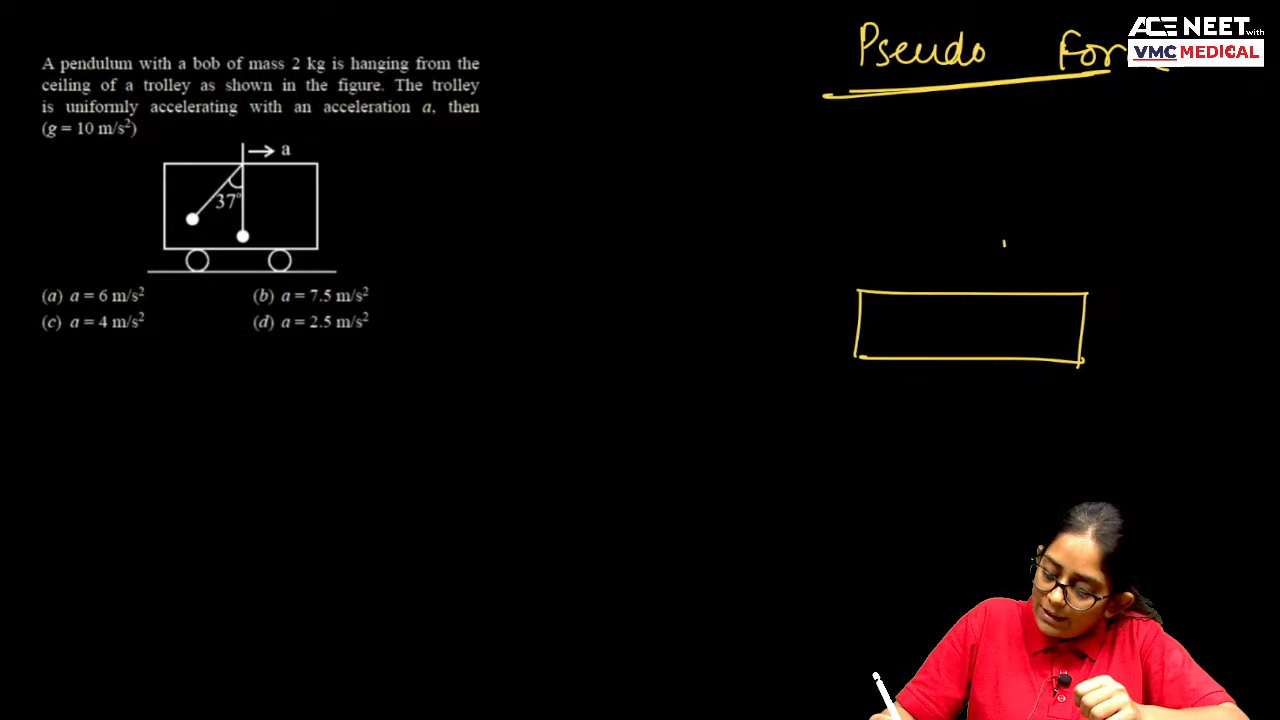 A pendulum with a bob of mass 2 kg is hanging from the
ceiling of a trolley as shown in the figure. The trolley
is uniformly accelerating with an acceleration a, then
(g = 10 m/s²)
a
37°
(a) a = 6 m/s² (b) a = 7.5 m/s²
(c) a = 4 m/s² (d) a = 2.5 m/s²
Pseudo
ACE NEET with
VMC MEDICAL